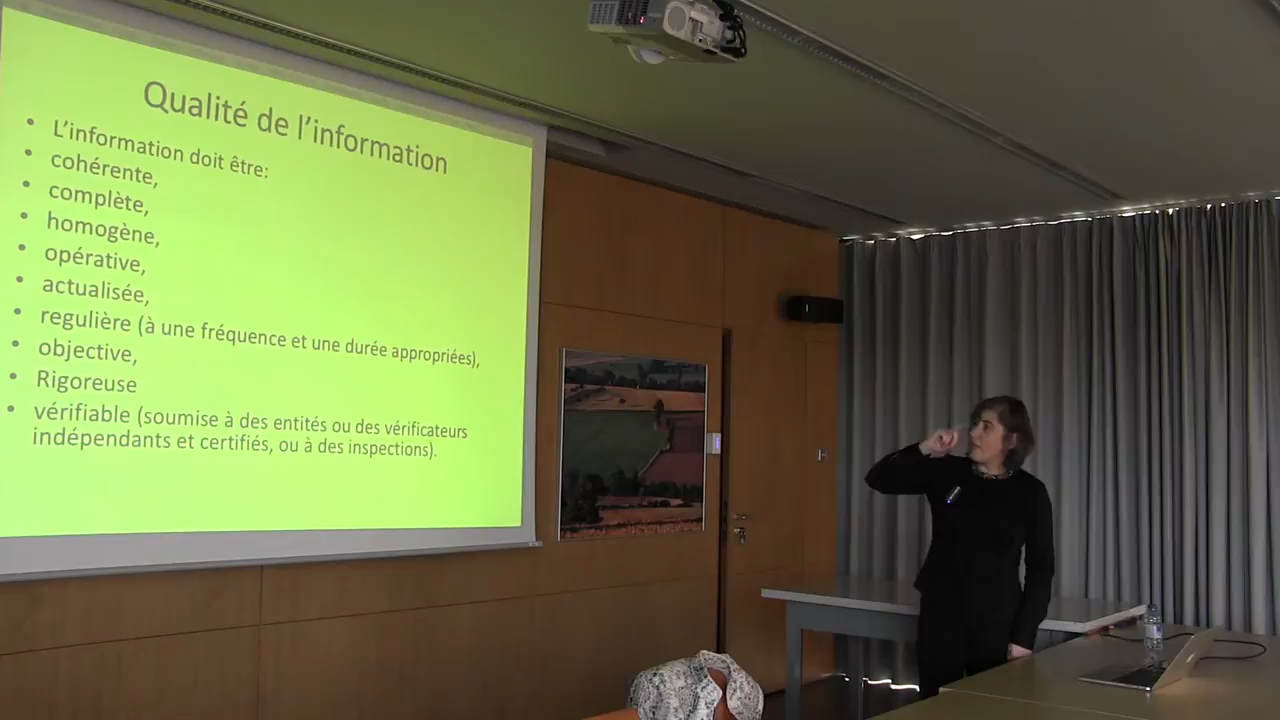 Qualité de l’information
• L’information doit être:
• cohérente,
• complète,
• homogène,
• opérative,
• actualisée,
• regulière (à une fréquence et une durée appropriées),
• objective,
• Rigoreuse
• vérifiable (soumise à des entités ou des vérificateurs
indépendants et certifiés, ou à des inspections).